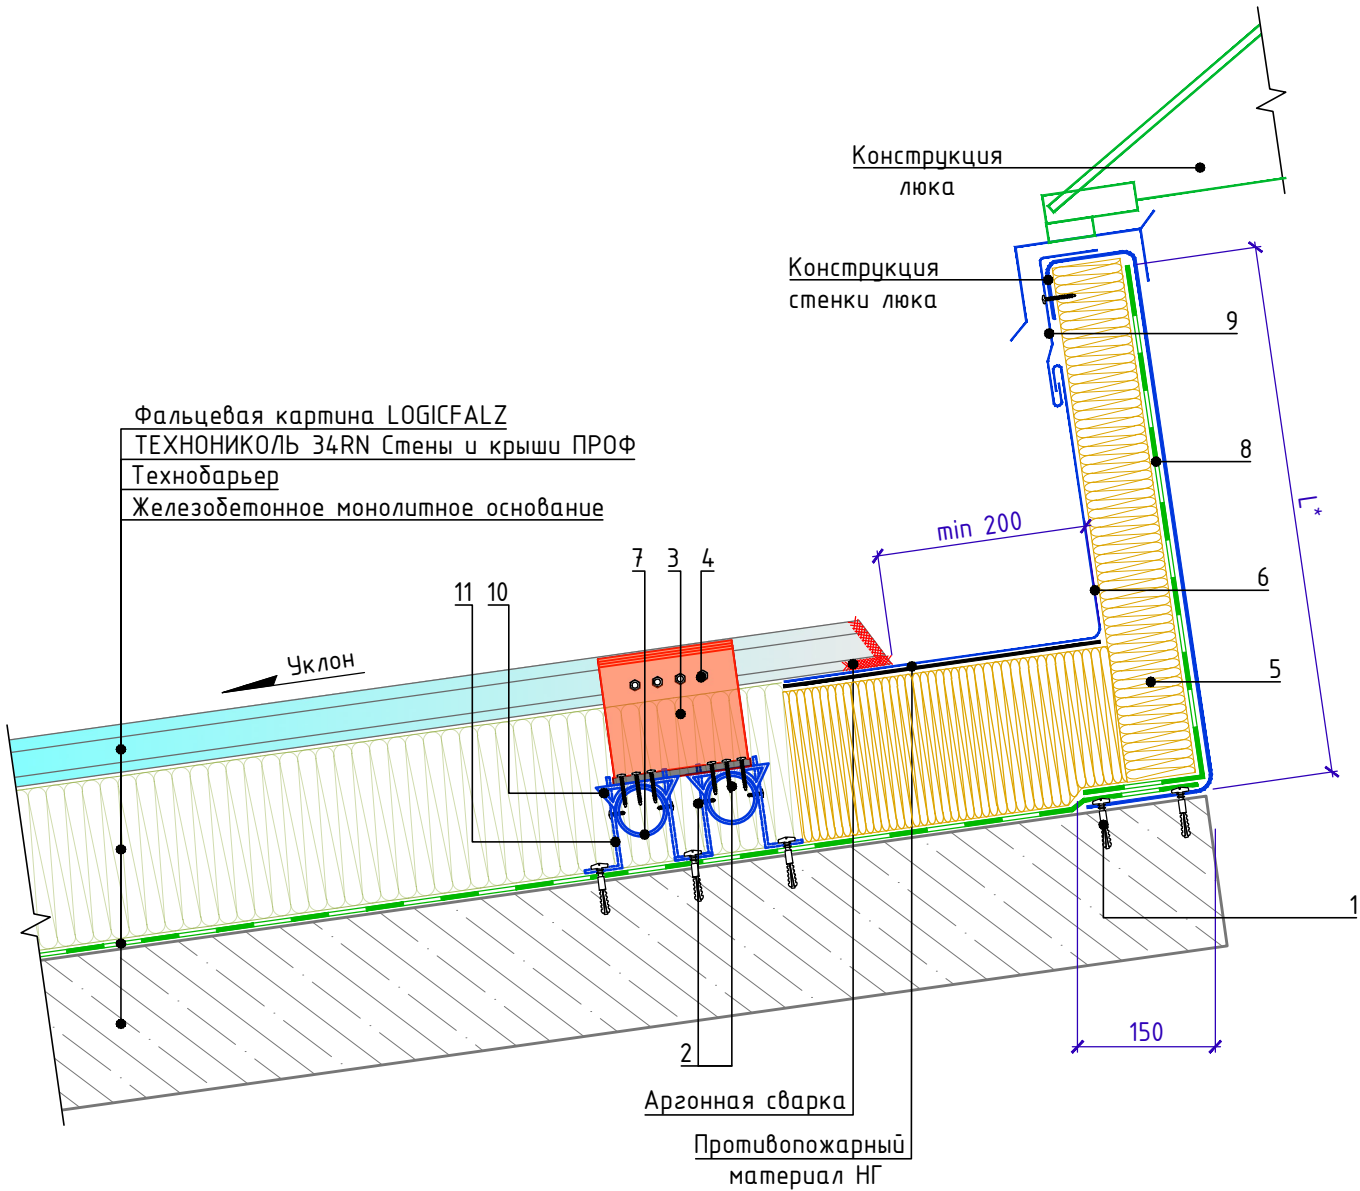 Конструкция
люка
Конструкция
стенки люка
9
Фальцевая картина LOGICFALZ
ТЕХНОНИКОЛЬ 34RN Стены и крыши ПРОФ
Технобарьер
Железобетонное монолитное основание
8
L*
min 200
7 3 4
6
11 10
Уклон
5
1
150
2
Аргонная сварка
Противопожарный
материал НГ